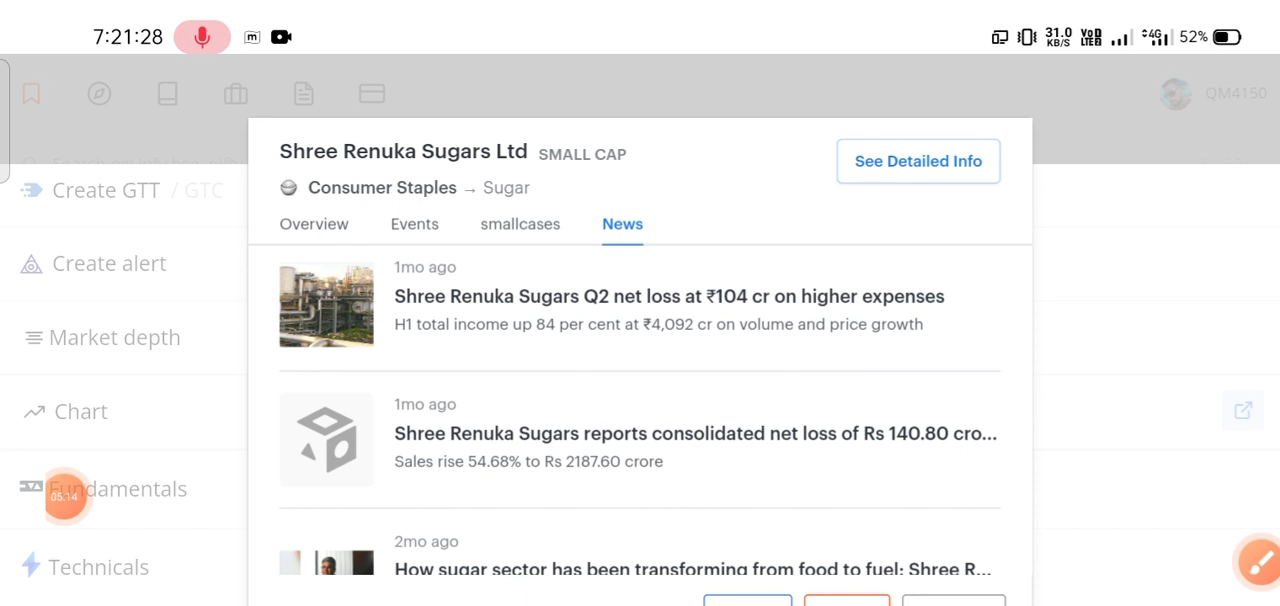 7:21:28 m 31.0 KB/S VoD LTE 4G 52%
QM4150
Shree Renuka Sugars Ltd SMALL CAP
See Detailed Info
Create GTT / GTC
Consumer Staples → Sugar
Overview Events smallcases News
Create alert
1mo ago
Shree Renuka Sugars Q2 net loss at ₹104 cr on higher expenses
H1 total income up 84 per cent at ₹4,092 cr on volume and price growth
Market depth
Chart
1mo ago
Shree Renuka Sugars reports consolidated net loss of Rs 140.80 cro...
Sales rise 54.68% to Rs 2187.60 crore
Fundamentals
05:14
2mo ago
How sugar sector has been transforming from food to fuel: Shree R...
Technicals